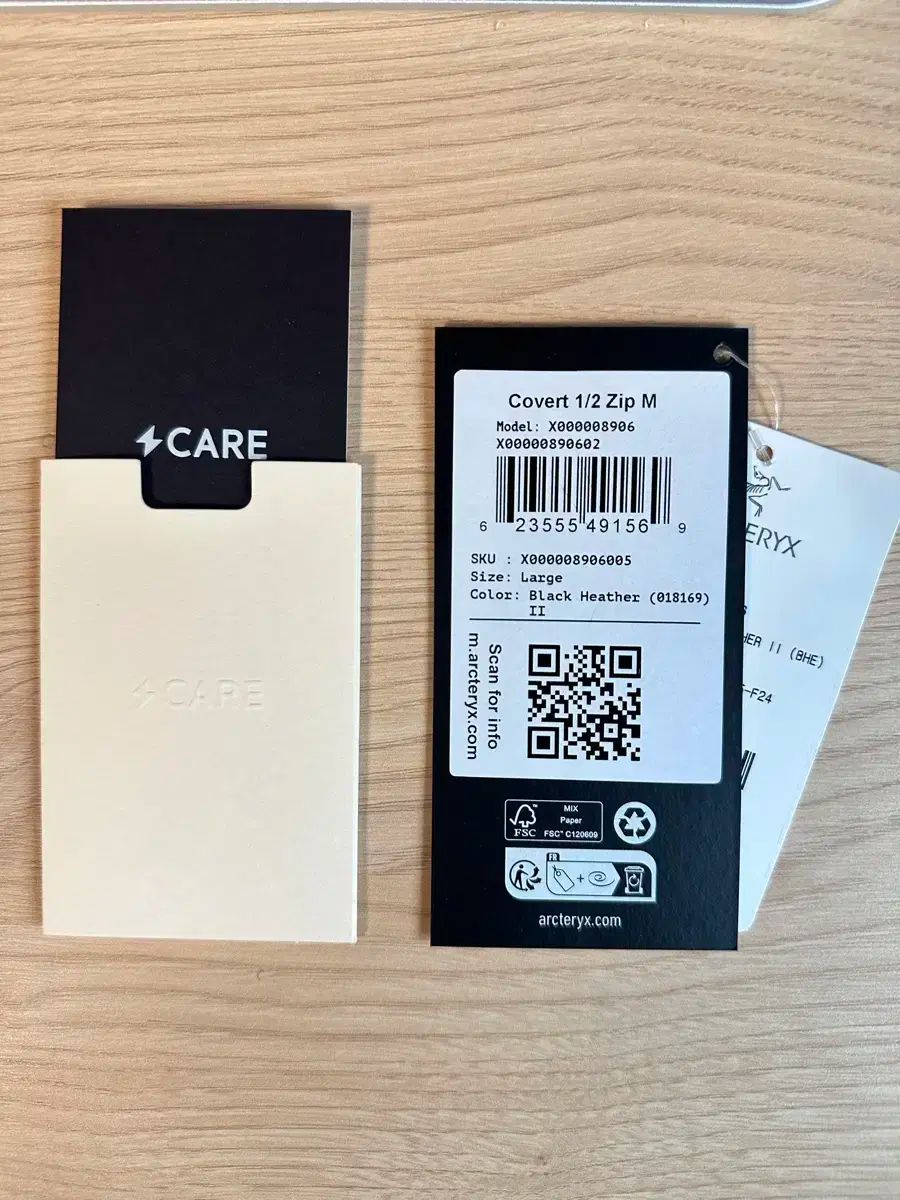 CARE
CARE
Covert 1/2 Zip M
Model: X000008906
X00000890602
6 23555 49156 9
SKU : X000008906005
Size: Large
Color: Black Heather (018169)
II
Scan for info
m.arcteryx.com
FSC
MIX
Paper
FSC™ C120609
FR
arcteryx.com
ERYX
HER II (BHE)
-F24